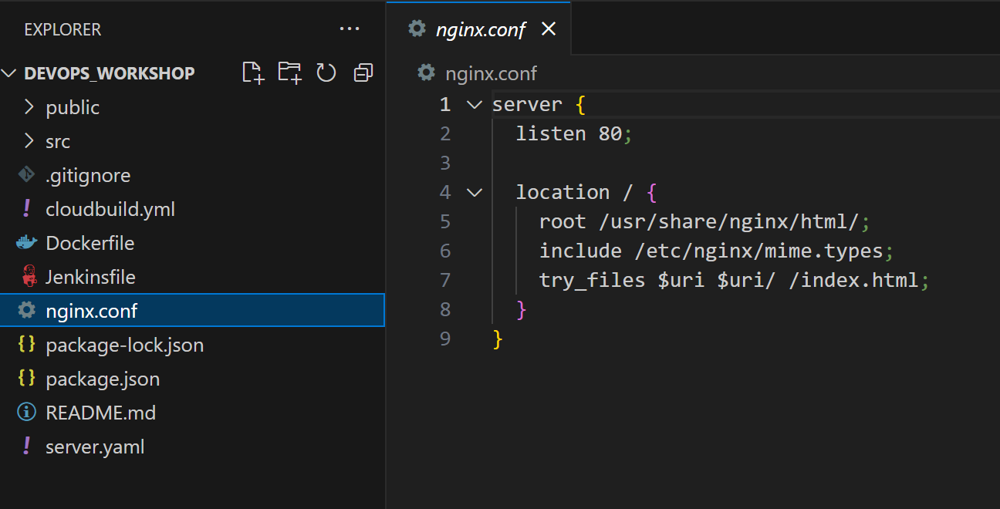 EXPLORER ...
DEVOPS_WORKSHOP
public
src
.gitignore
cloudbuild.yml
Dockerfile
Jenkinsfile
nginx.conf
package-lock.json
package.json
README.md
server.yaml
nginx.conf
nginx.conf
1 server {
2   listen 80;
3
4   location / {
5     root /usr/share/nginx/html/;
6     include /etc/nginx/mime.types;
7     try_files $uri $uri/ /index.html;
8   }
9 }